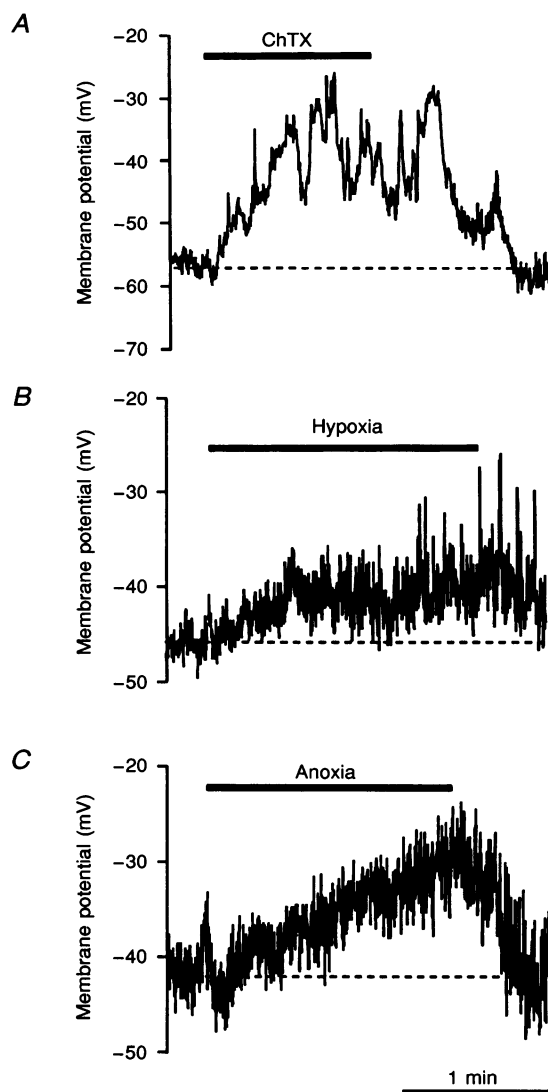 A
ChTX
Membrane potential (mV)
−20
−30
−40
−50
−60
−70
B
Hypoxia
Membrane potential (mV)
−20
−30
−40
−50
C
Anoxia
Membrane potential (mV)
−20
−30
−40
−50
1 min